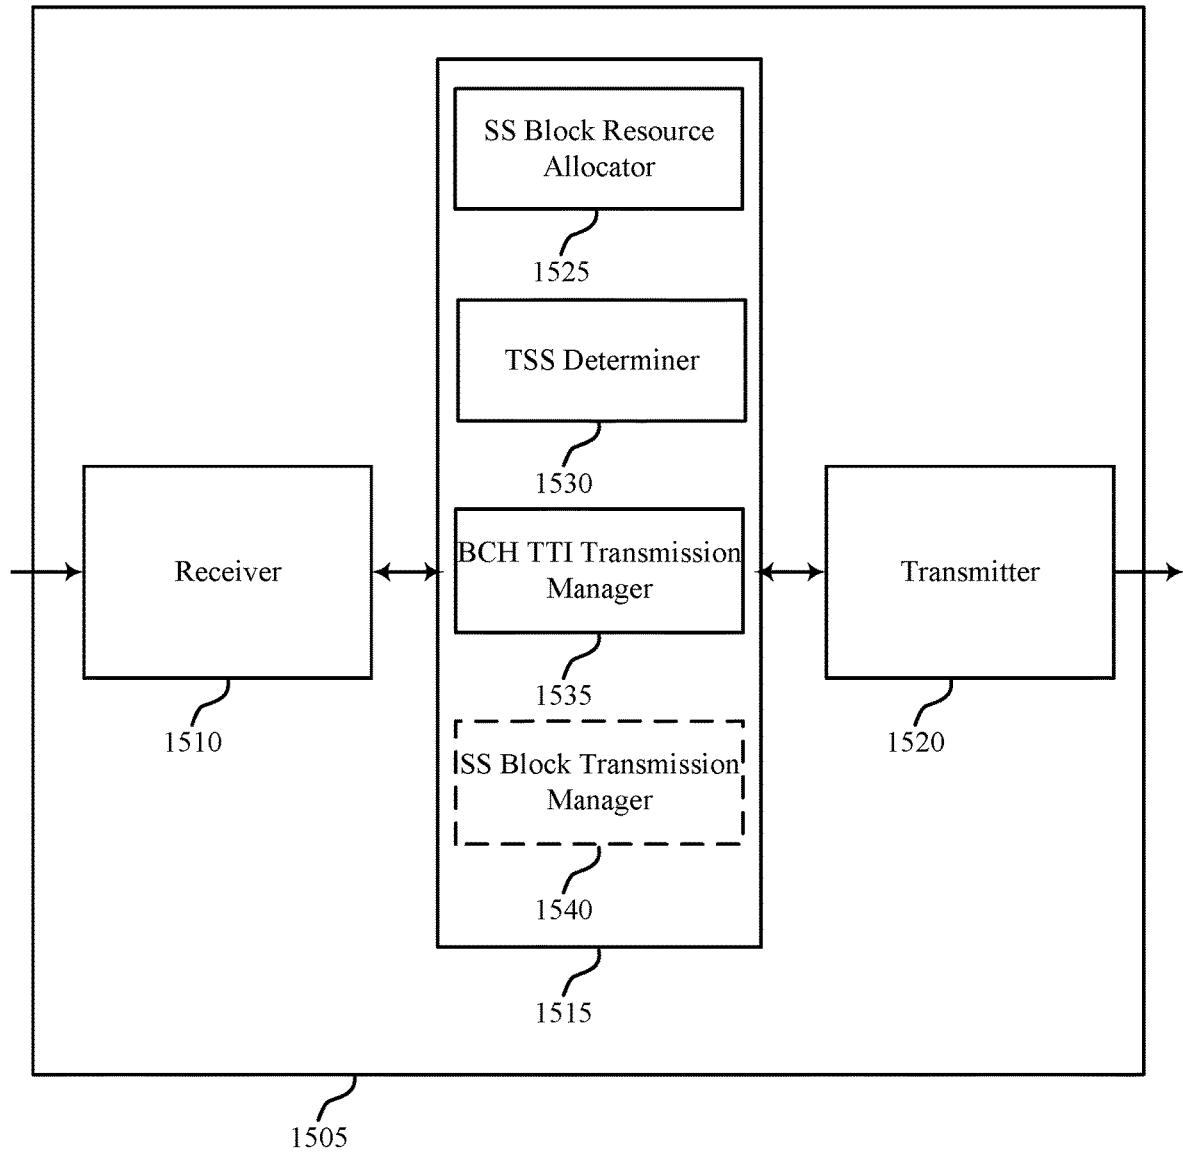 SS Block Resource
Allocator
1525
TSS Determiner
1530
Receiver
1510
BCH TTI Transmission
Manager
1535
Transmitter
1520
SS Block Transmission
Manager
1540
1515
1505